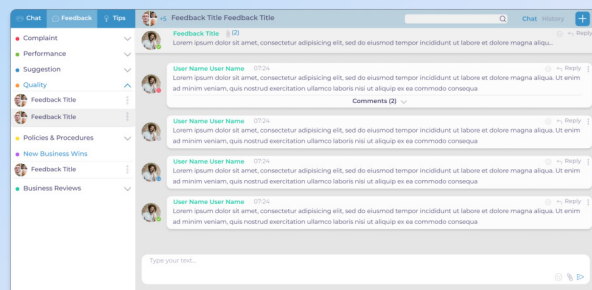 Chat Feedback Tips
Complaint
Performance
Suggestion
Quality
Feedback Title
Feedback Title
Policies & Procedures
New Business Wins
Feedback Title
Business Reviews
+5 Feedback Title Feedback Title
Chat History
Feedback Title (2)
Reply
Lorem ipsum dolor sit amet, consectetur adipisicing elit, sed do eiusmod tempor incididunt ut labore et dolore magna aliqu...
User Name User Name 07:24
Reply
Lorem ipsum dolor sit amet, consectetur adipisicing elit, sed do eiusmod tempor incididunt ut labore et dolore magna aliqua. Ut enim
ad minim veniam, quis nostrud exercitation ullamco laboris nisi ut aliquip ex ea commodo consequa
Comments (2)
User Name User Name 07:24
Reply
Lorem ipsum dolor sit amet, consectetur adipisicing elit, sed do eiusmod tempor incididunt ut labore et dolore magna aliqua. Ut enim
ad minim veniam, quis nostrud exercitation ullamco laboris nisi ut aliquip ex ea commodo consequa
User Name User Name 07:24
Reply
Lorem ipsum dolor sit amet, consectetur adipisicing elit, sed do eiusmod tempor incididunt ut labore et dolore magna aliqua. Ut enim
ad minim veniam, quis nostrud exercitation ullamco laboris nisi ut aliquip ex ea commodo consequa
User Name User Name 07:24
Reply
Lorem ipsum dolor sit amet, consectetur adipisicing elit, sed do eiusmod tempor incididunt ut labore et dolore magna aliqua. Ut enim
ad minim veniam, quis nostrud exercitation ullamco laboris nisi ut aliquip ex ea commodo consequa
Type your text...